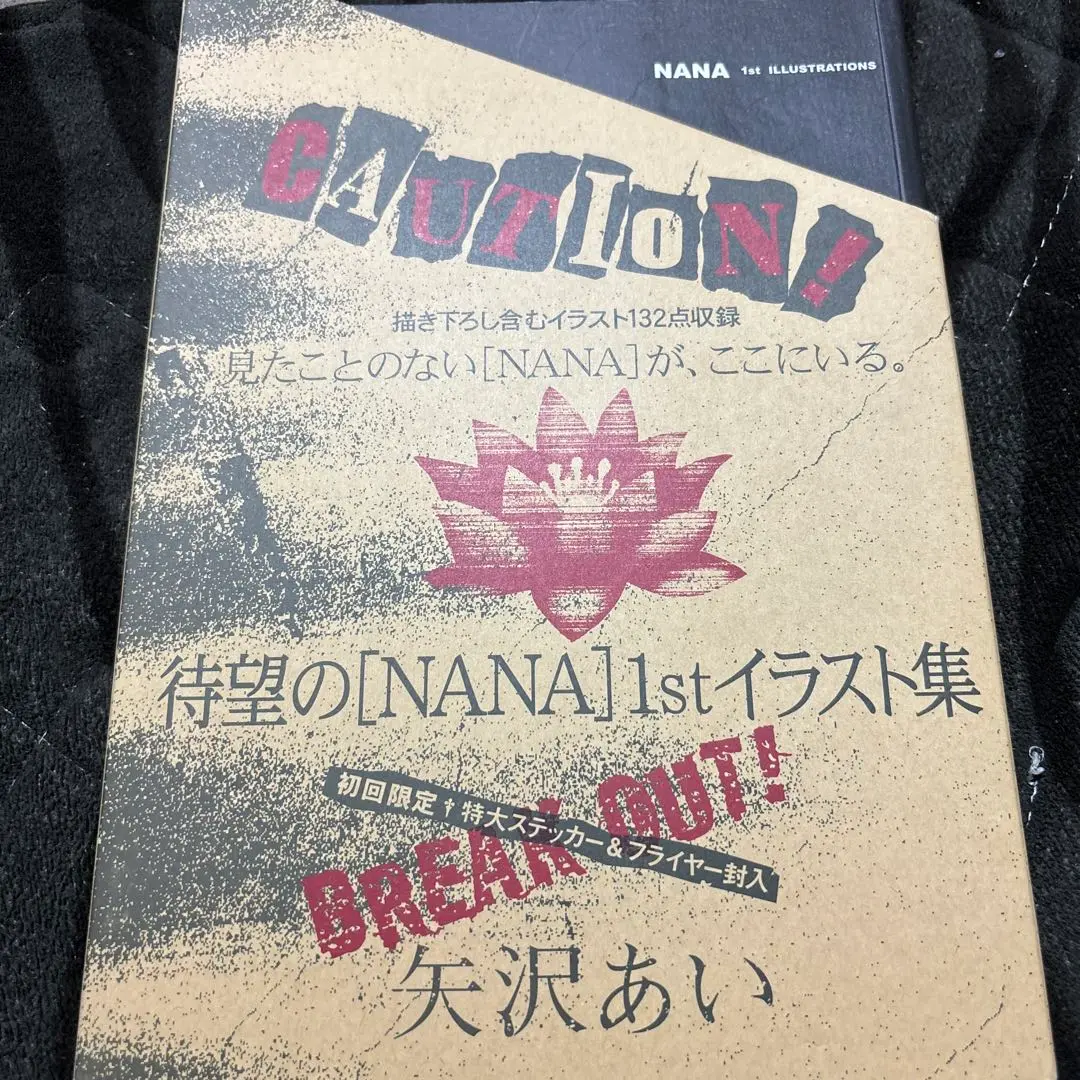 NANA 1st ILLUSTRATIONS
CAUTION!
描き下ろし含むイラスト132点収録
見たことのない[NANA]が、ここにいる。
待望の[NANA]1stイラスト集
BREAK OUT!
初回限定†特大ステッカー&フライヤー封入
矢沢あい